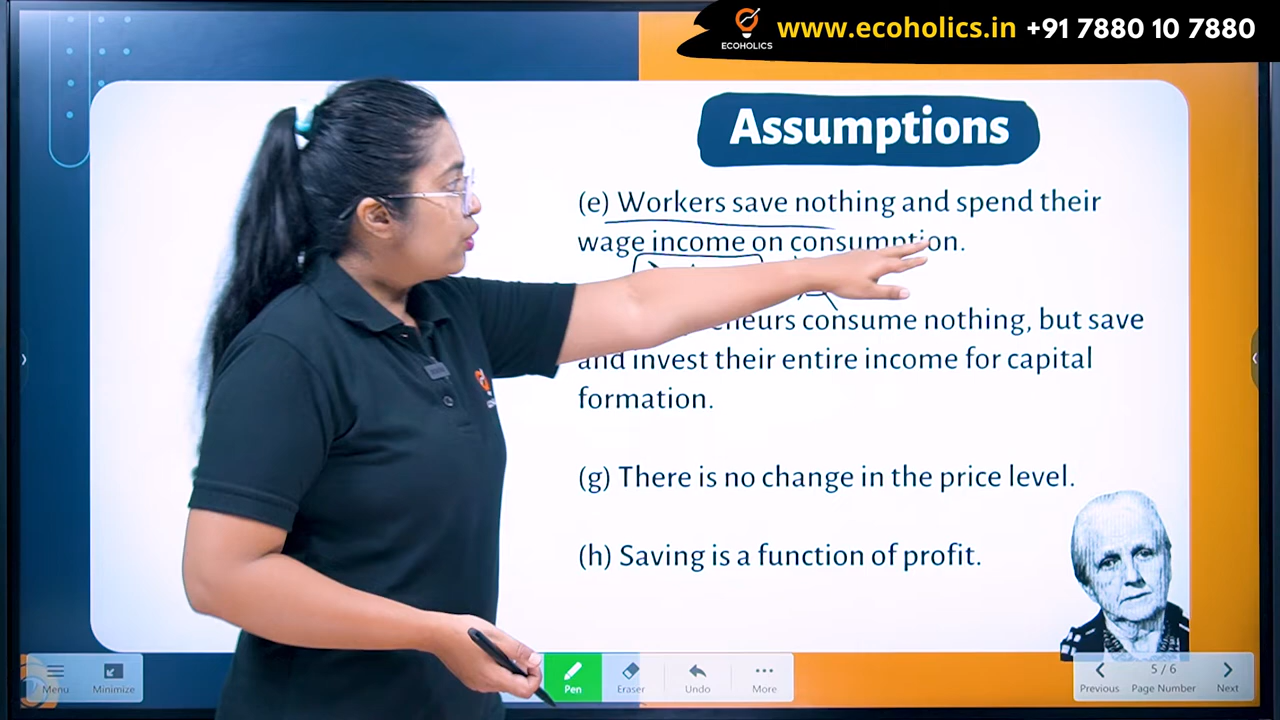 ECOHOLICS
www.ecoholics.in +91 7880 10 7880
Assumptions
(e) Workers save nothing and spend their
wage income on consumption.
consume nothing, but save
and invest their entire income for capital
formation.
(g) There is no change in the price level.
(h) Saving is a function of profit.
Menu
Minimize
Pen
Eraser
Undo
More
Previous
5 / 6
Page Number
Next